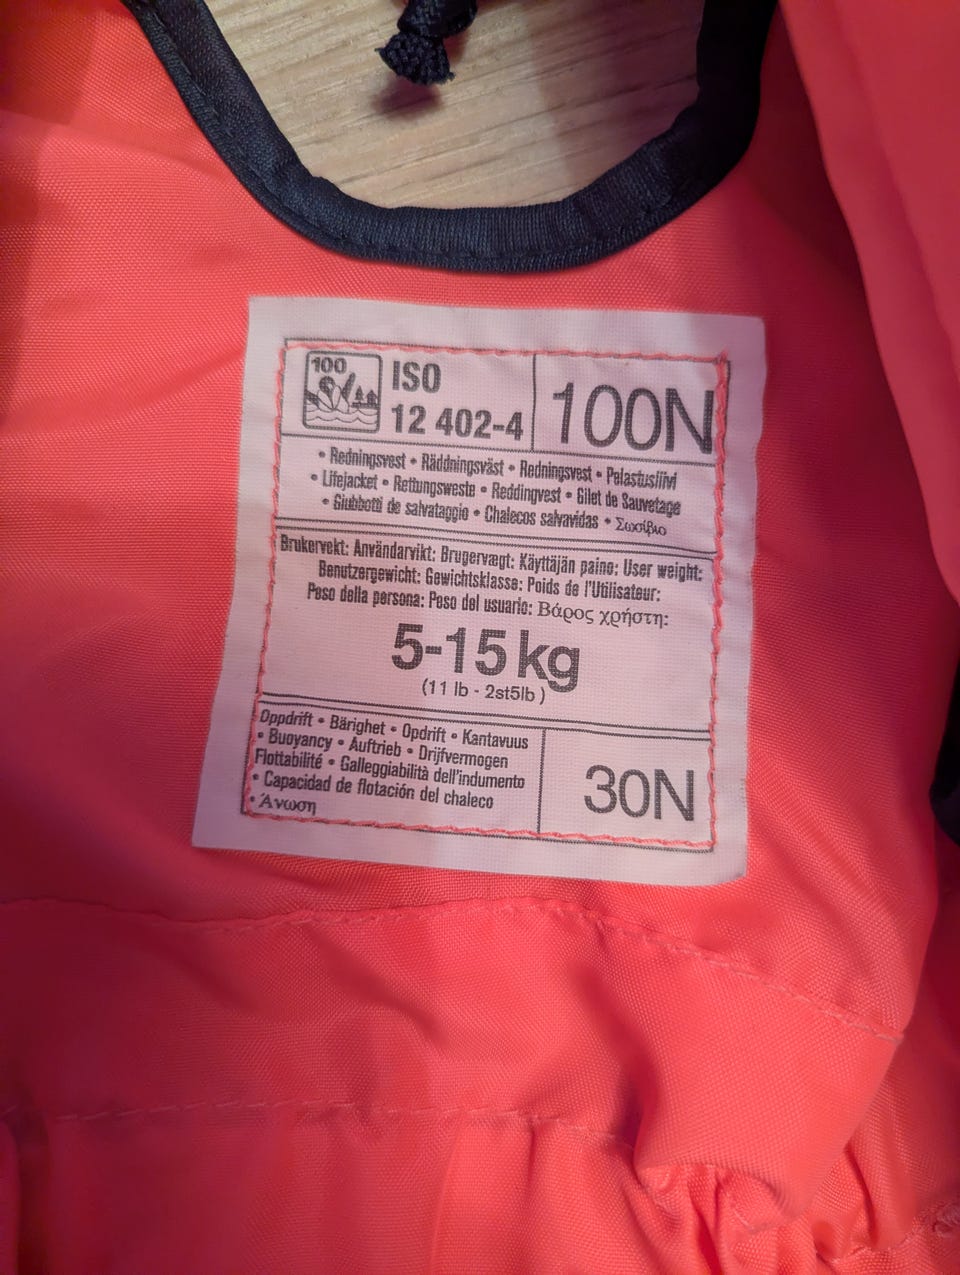 100
ISO
12 402-4
100N
• Redningsvest • Räddningsväst • Redningsvest • Pelastusliivi
• Lifejacket • Rettungsweste • Reddingvest • Gilet de Sauvetage
• Giubbotti de salvataggio • Chalecos salvavidas • Σωσίβιο
Brukervekt: Användarvikt: Brugervægt: Käyttäjän paino: User weight:
Benutzergewicht: Gewichtsklasse: Poids de l'Utilisateur:
Peso della persona: Peso del usuario: Βάρος χρήστη:
5-15 kg
(11 lb - 2st5lb )
Oppdrift • Bärighet • Opdrift • Kantavuus
• Buoyancy • Auftrieb • Drijfvermogen
Flottabilité • Galleggiabilità dell'indumento
• Capacidad de flotación del chaleco
• Άνωση
30N